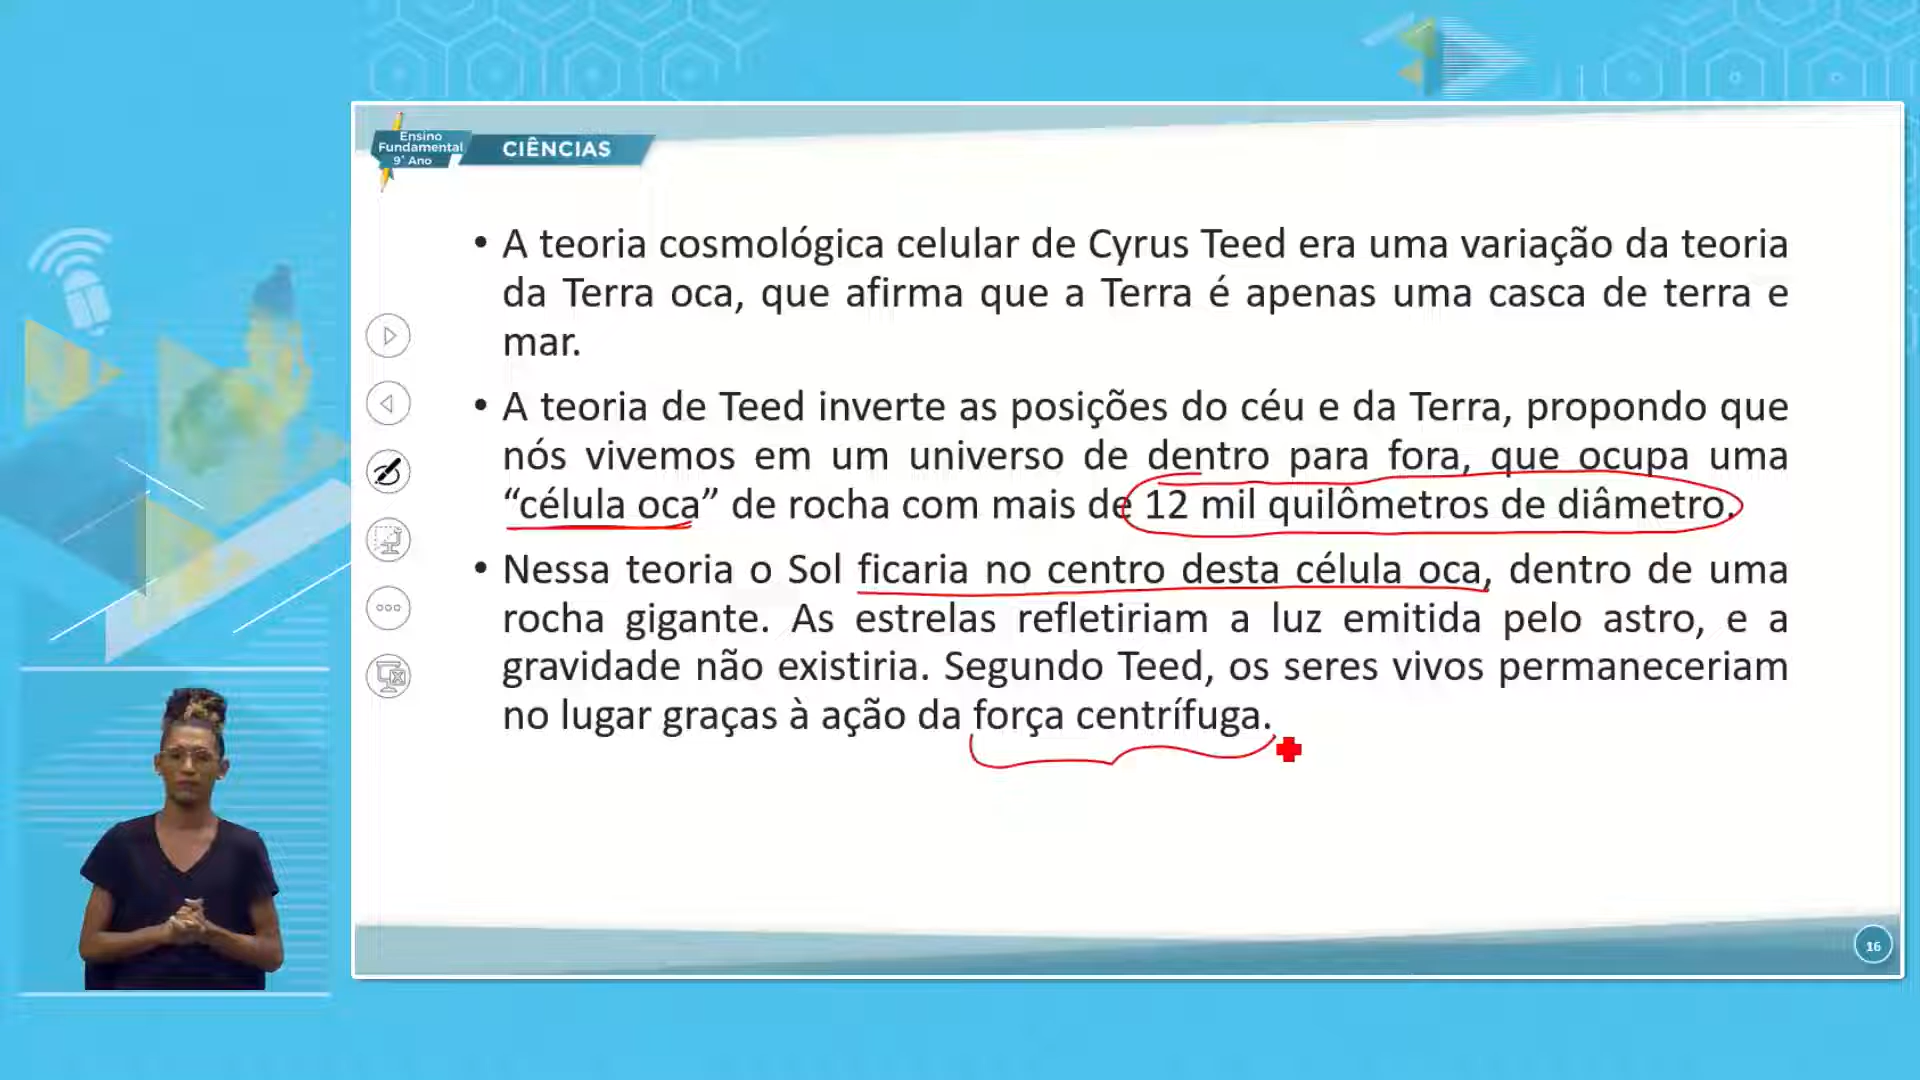 Ensino
Fundamental
9° Ano
CIÊNCIAS
• A teoria cosmológica celular de Cyrus Teed era uma variação da teoria
da Terra oca, que afirma que a Terra é apenas uma casca de terra e
mar.
• A teoria de Teed inverte as posições do céu e da Terra, propondo que
nós vivemos em um universo de dentro para fora, que ocupa uma
“célula oca” de rocha com mais de 12 mil quilômetros de diâmetro.
• Nessa teoria o Sol ficaria no centro desta célula oca, dentro de uma
rocha gigante. As estrelas refletiriam a luz emitida pelo astro, e a
gravidade não existiria. Segundo Teed, os seres vivos permaneceriam
no lugar graças à ação da força centrífuga.
16